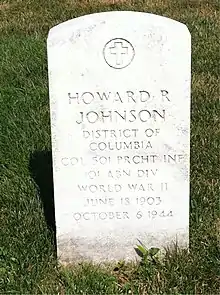 HOWARD R
JOHNSON
DISTRICT OF
COLUMBIA
COL 501 PRCHT INF
101 ABN DIV
WORLD WAR II
JUNE 18 1903
OCTOBER 6 1944